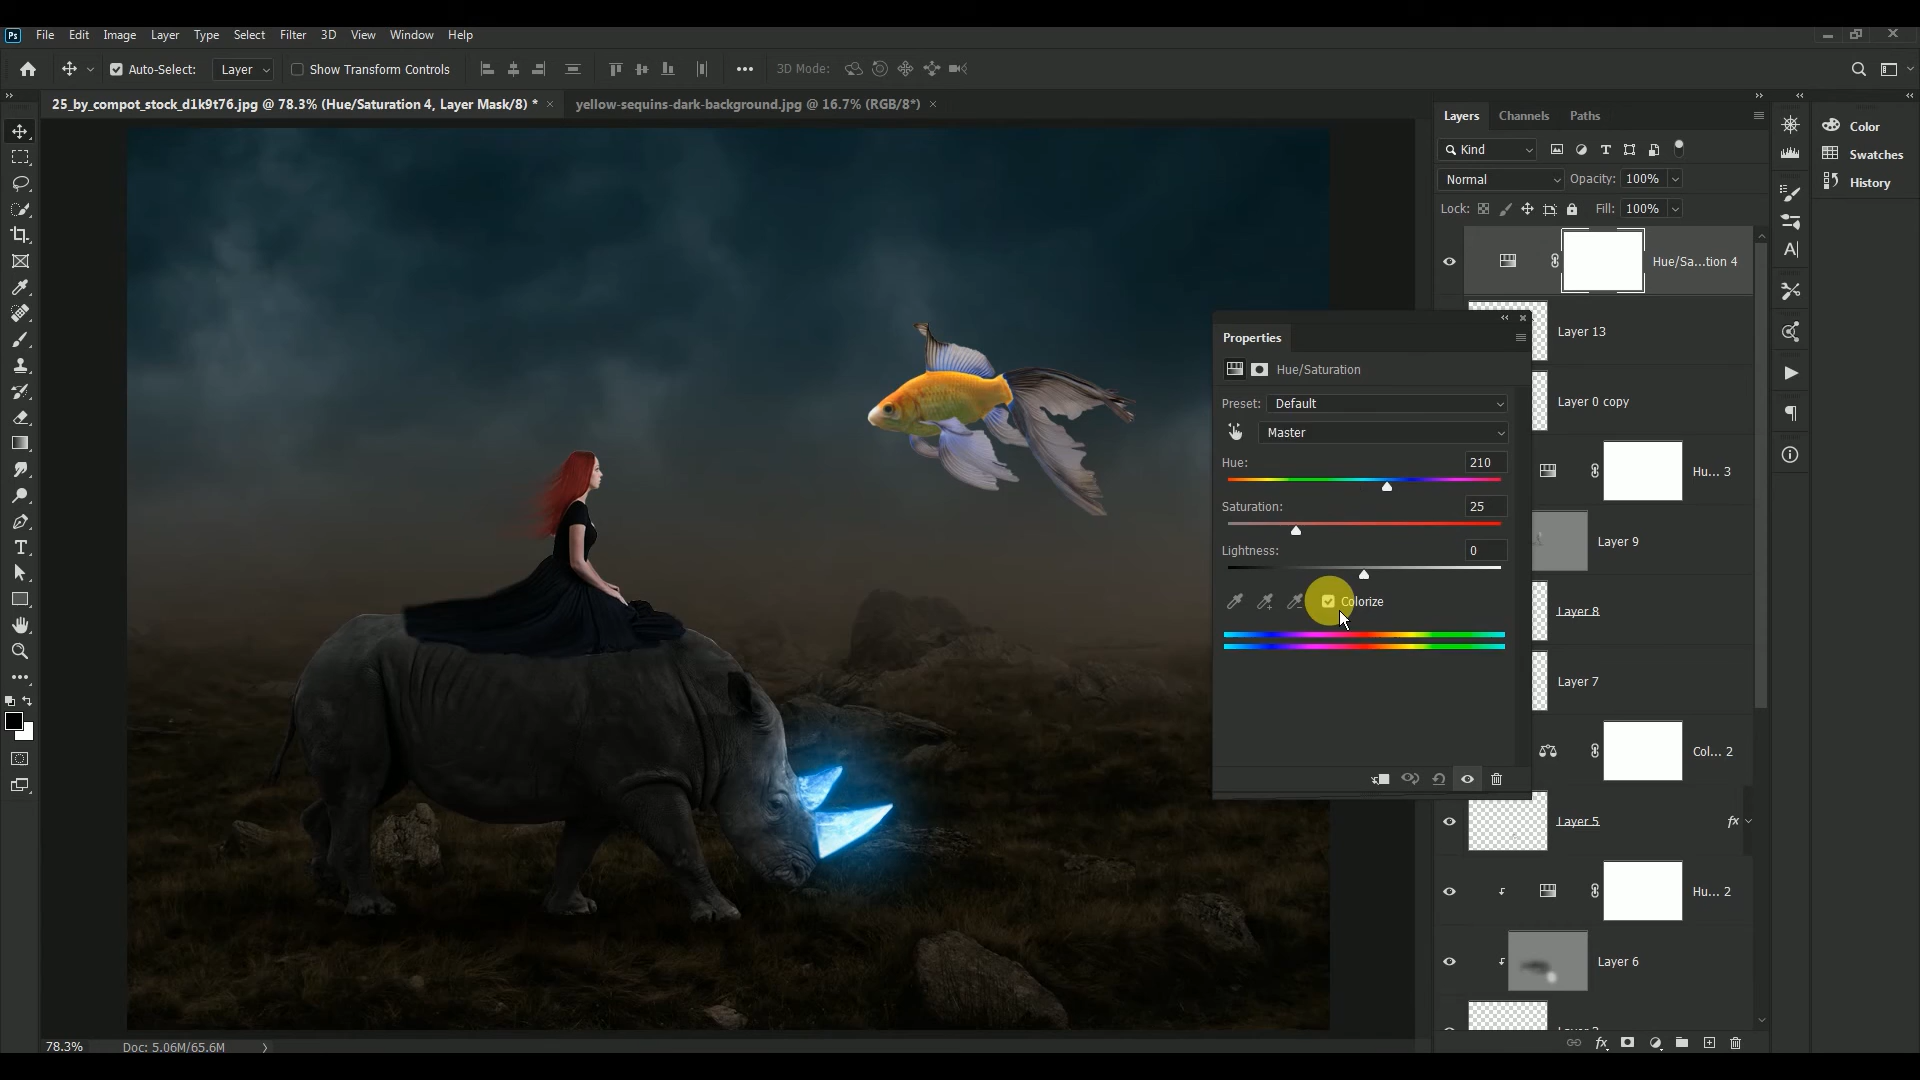 Ps File Edit Image Layer Type Select Filter 3D View Window Help
Auto-Select: Layer Show Transform Controls 3D Mode:
25_by_compot_stock_d1k9t76.jpg @ 78.3% (Hue/Saturation 4, Layer Mask/8) * yellow-sequins-dark-background.jpg @ 16.7% (RGB/8*)
Layers Channels Paths
Color
Kind
Swatches
Normal Opacity: 100%
History
Lock: Fill: 100%
Hue/Sa...tion 4
Layer 13
Properties
Hue/Saturation
Preset: Default
Layer 0 copy
Master
Hue: 210
Hu... 3
Saturation: 25
Layer 9
Lightness: 0
Colorize
Layer 8
Layer 7
Col... 2
Layer 5 fx
Hu... 2
Layer 6
78.3% Doc: 5.06M/65.6M
fx